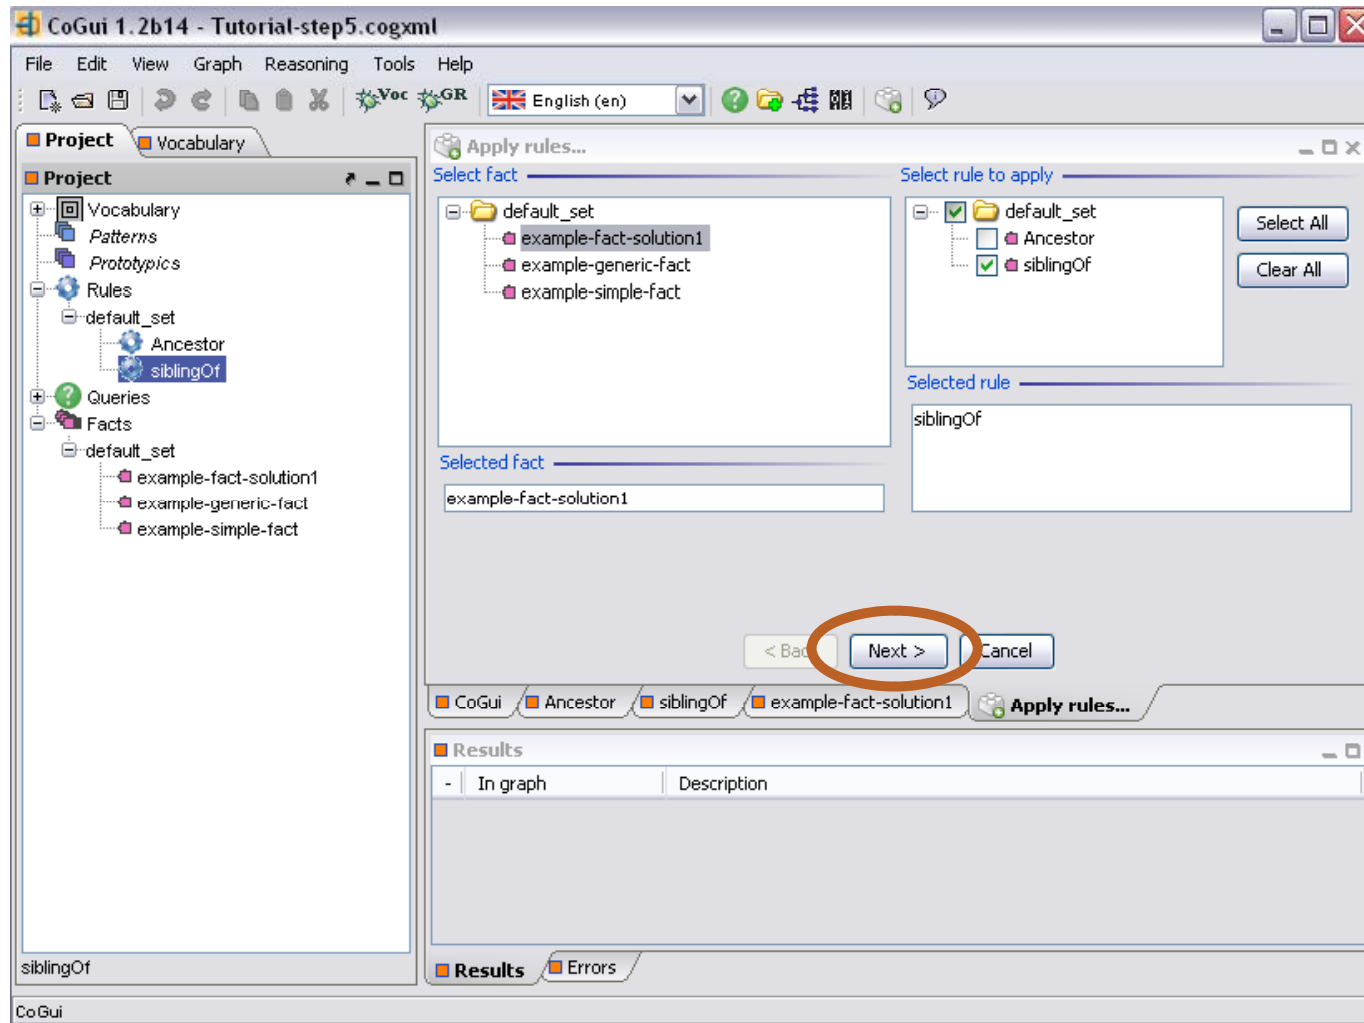 CoGui 1.2b14 - Tutorial-step5.cogxml
File Edit View Graph Reasoning Tools Help
Voc GR English (en)
Project Vocabulary
Project
Vocabulary
Patterns
Prototypics
Rules
default_set
Ancestor
siblingOf
Queries
Facts
default_set
example-fact-solution1
example-generic-fact
example-simple-fact
siblingOf
Apply rules...
Select fact
default_set
example-fact-solution1
example-generic-fact
example-simple-fact
Selected fact
example-fact-solution1
Select rule to apply
default_set
Ancestor
siblingOf
Select All
Clear All
Selected rule
siblingOf
< Bac Next > Cancel
CoGui Ancestor siblingOf example-fact-solution1 Apply rules...
Results
- In graph Description
Results Errors
CoGui